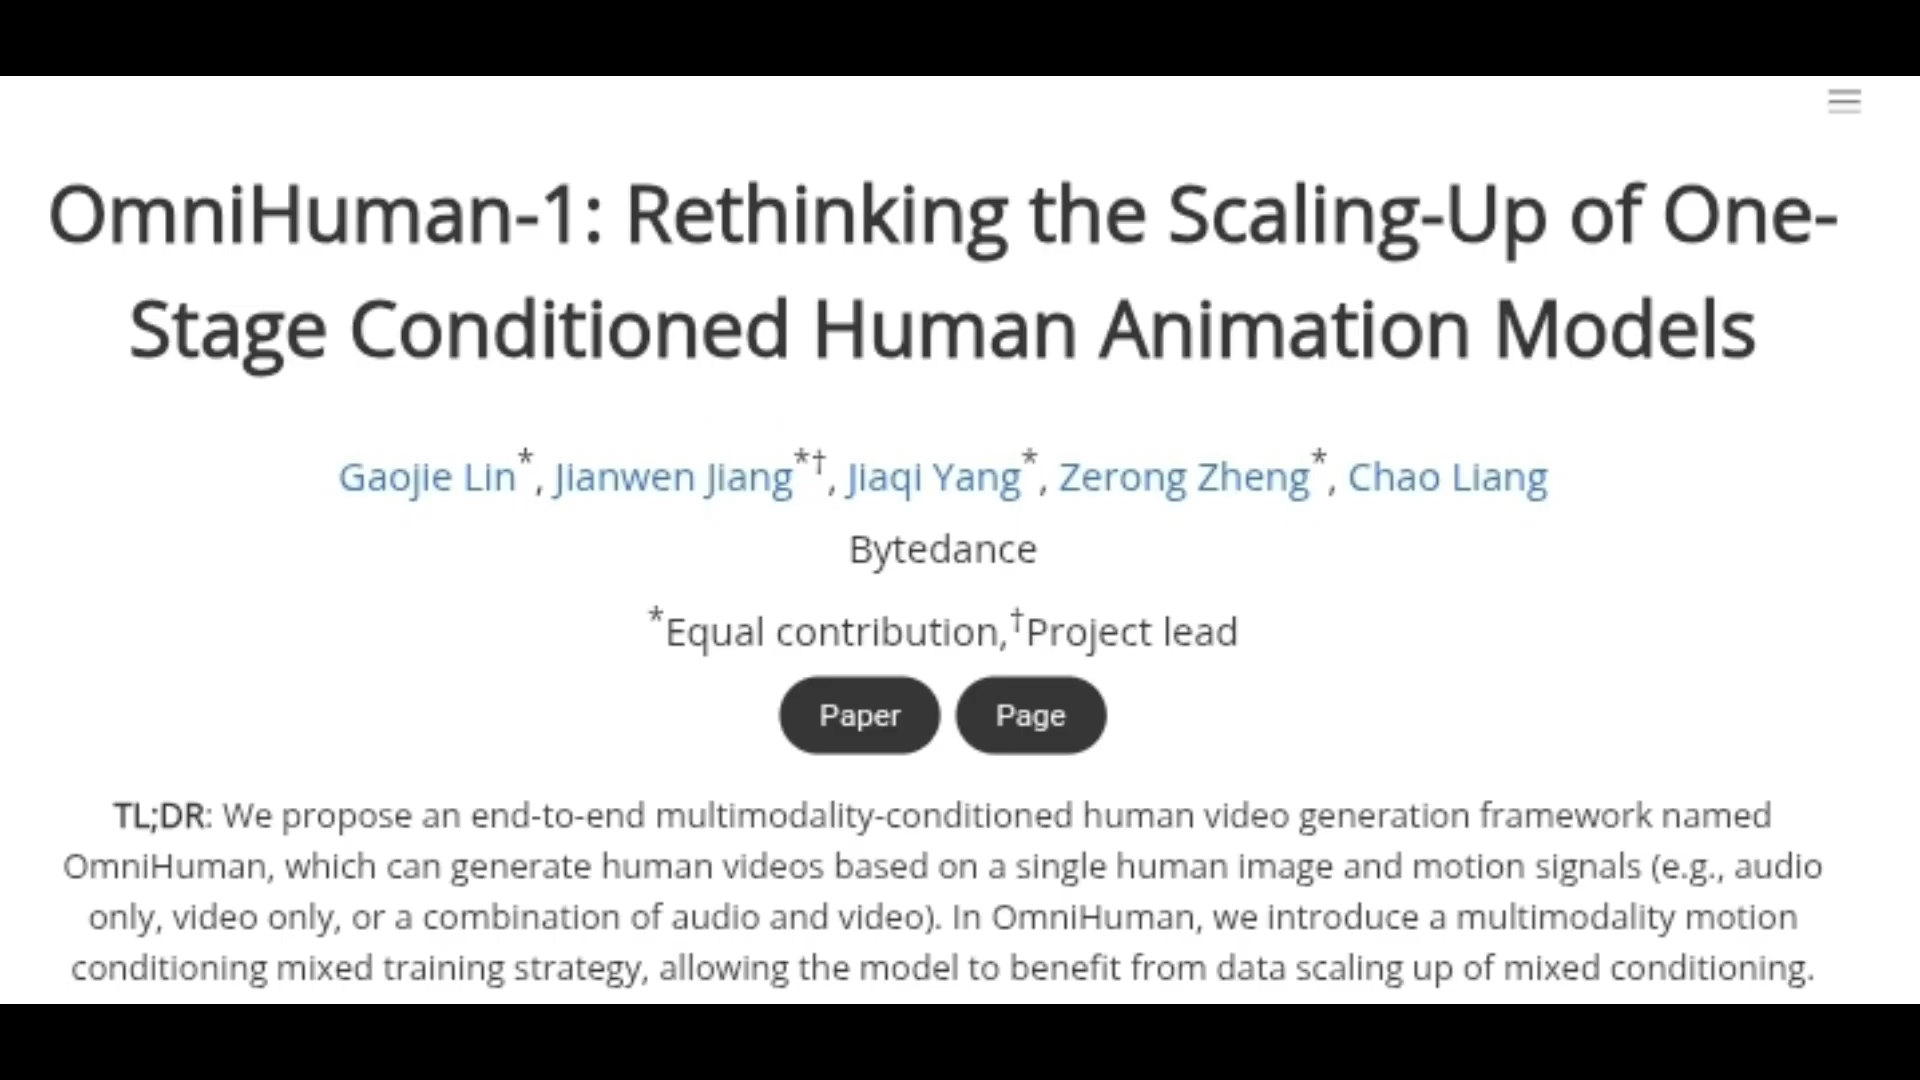 OmniHuman-1: Rethinking the Scaling-Up of One-
Stage Conditioned Human Animation Models
Gaojie Lin*, Jianwen Jiang*†, Jiaqi Yang*, Zerong Zheng*, Chao Liang
Bytedance
*Equal contribution,†Project lead
Paper Page
TL;DR: We propose an end-to-end multimodality-conditioned human video generation framework named
OmniHuman, which can generate human videos based on a single human image and motion signals (e.g., audio
only, video only, or a combination of audio and video). In OmniHuman, we introduce a multimodality motion
conditioning mixed training strategy, allowing the model to benefit from data scaling up of mixed conditioning.